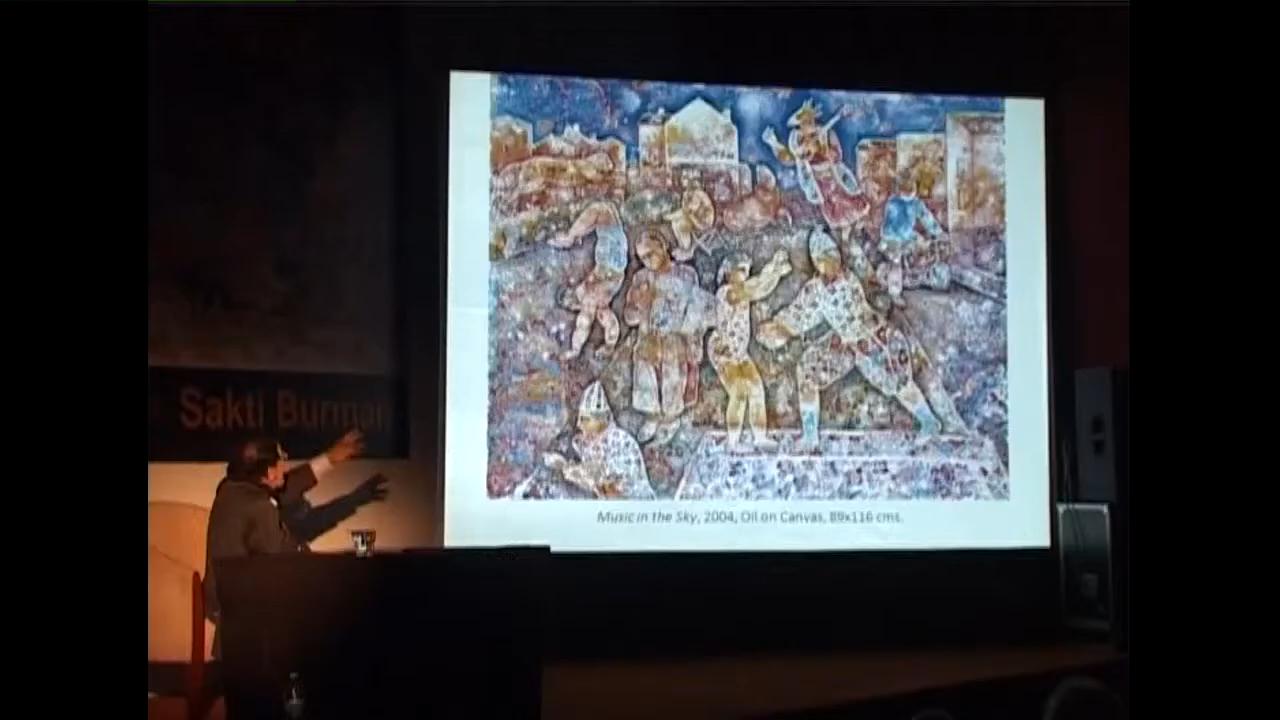 Sakti Burman
Music in the Sky, 2004, Oil on Canvas, 89x116 cms.